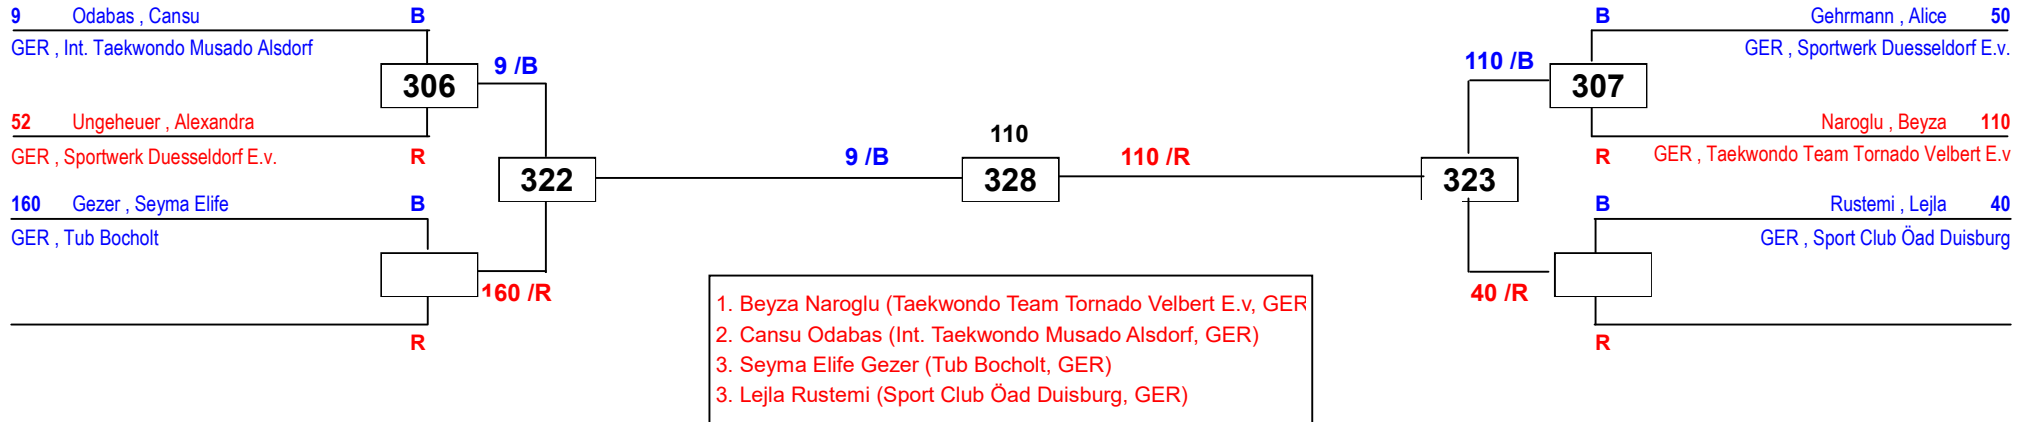 9 Odabas , Cansu B
GER , Int. Taekwondo Musado Alsdorf
306
9 /B
52 Ungeheuer , Alexandra
GER , Sportwerk Duesseldorf E.v. R
322
160 Gezer , Seyma Elife B
GER , Tub Bocholt
160 /R
R
9 /B
110
328
110 /R
B Gehrmann , Alice 50
GER , Sportwerk Duesseldorf E.v.
110 /B
307
Naroglu , Beyza 110
R GER , Taekwondo Team Tornado Velbert E.v
323
B Rustemi , Lejla 40
GER , Sport Club Öad Duisburg
40 /R
R
1. Beyza Naroglu (Taekwondo Team Tornado Velbert E.v, GER
2. Cansu Odabas (Int. Taekwondo Musado Alsdorf, GER)
3. Seyma Elife Gezer (Tub Bocholt, GER)
3. Lejla Rustemi (Sport Club Öad Duisburg, GER)